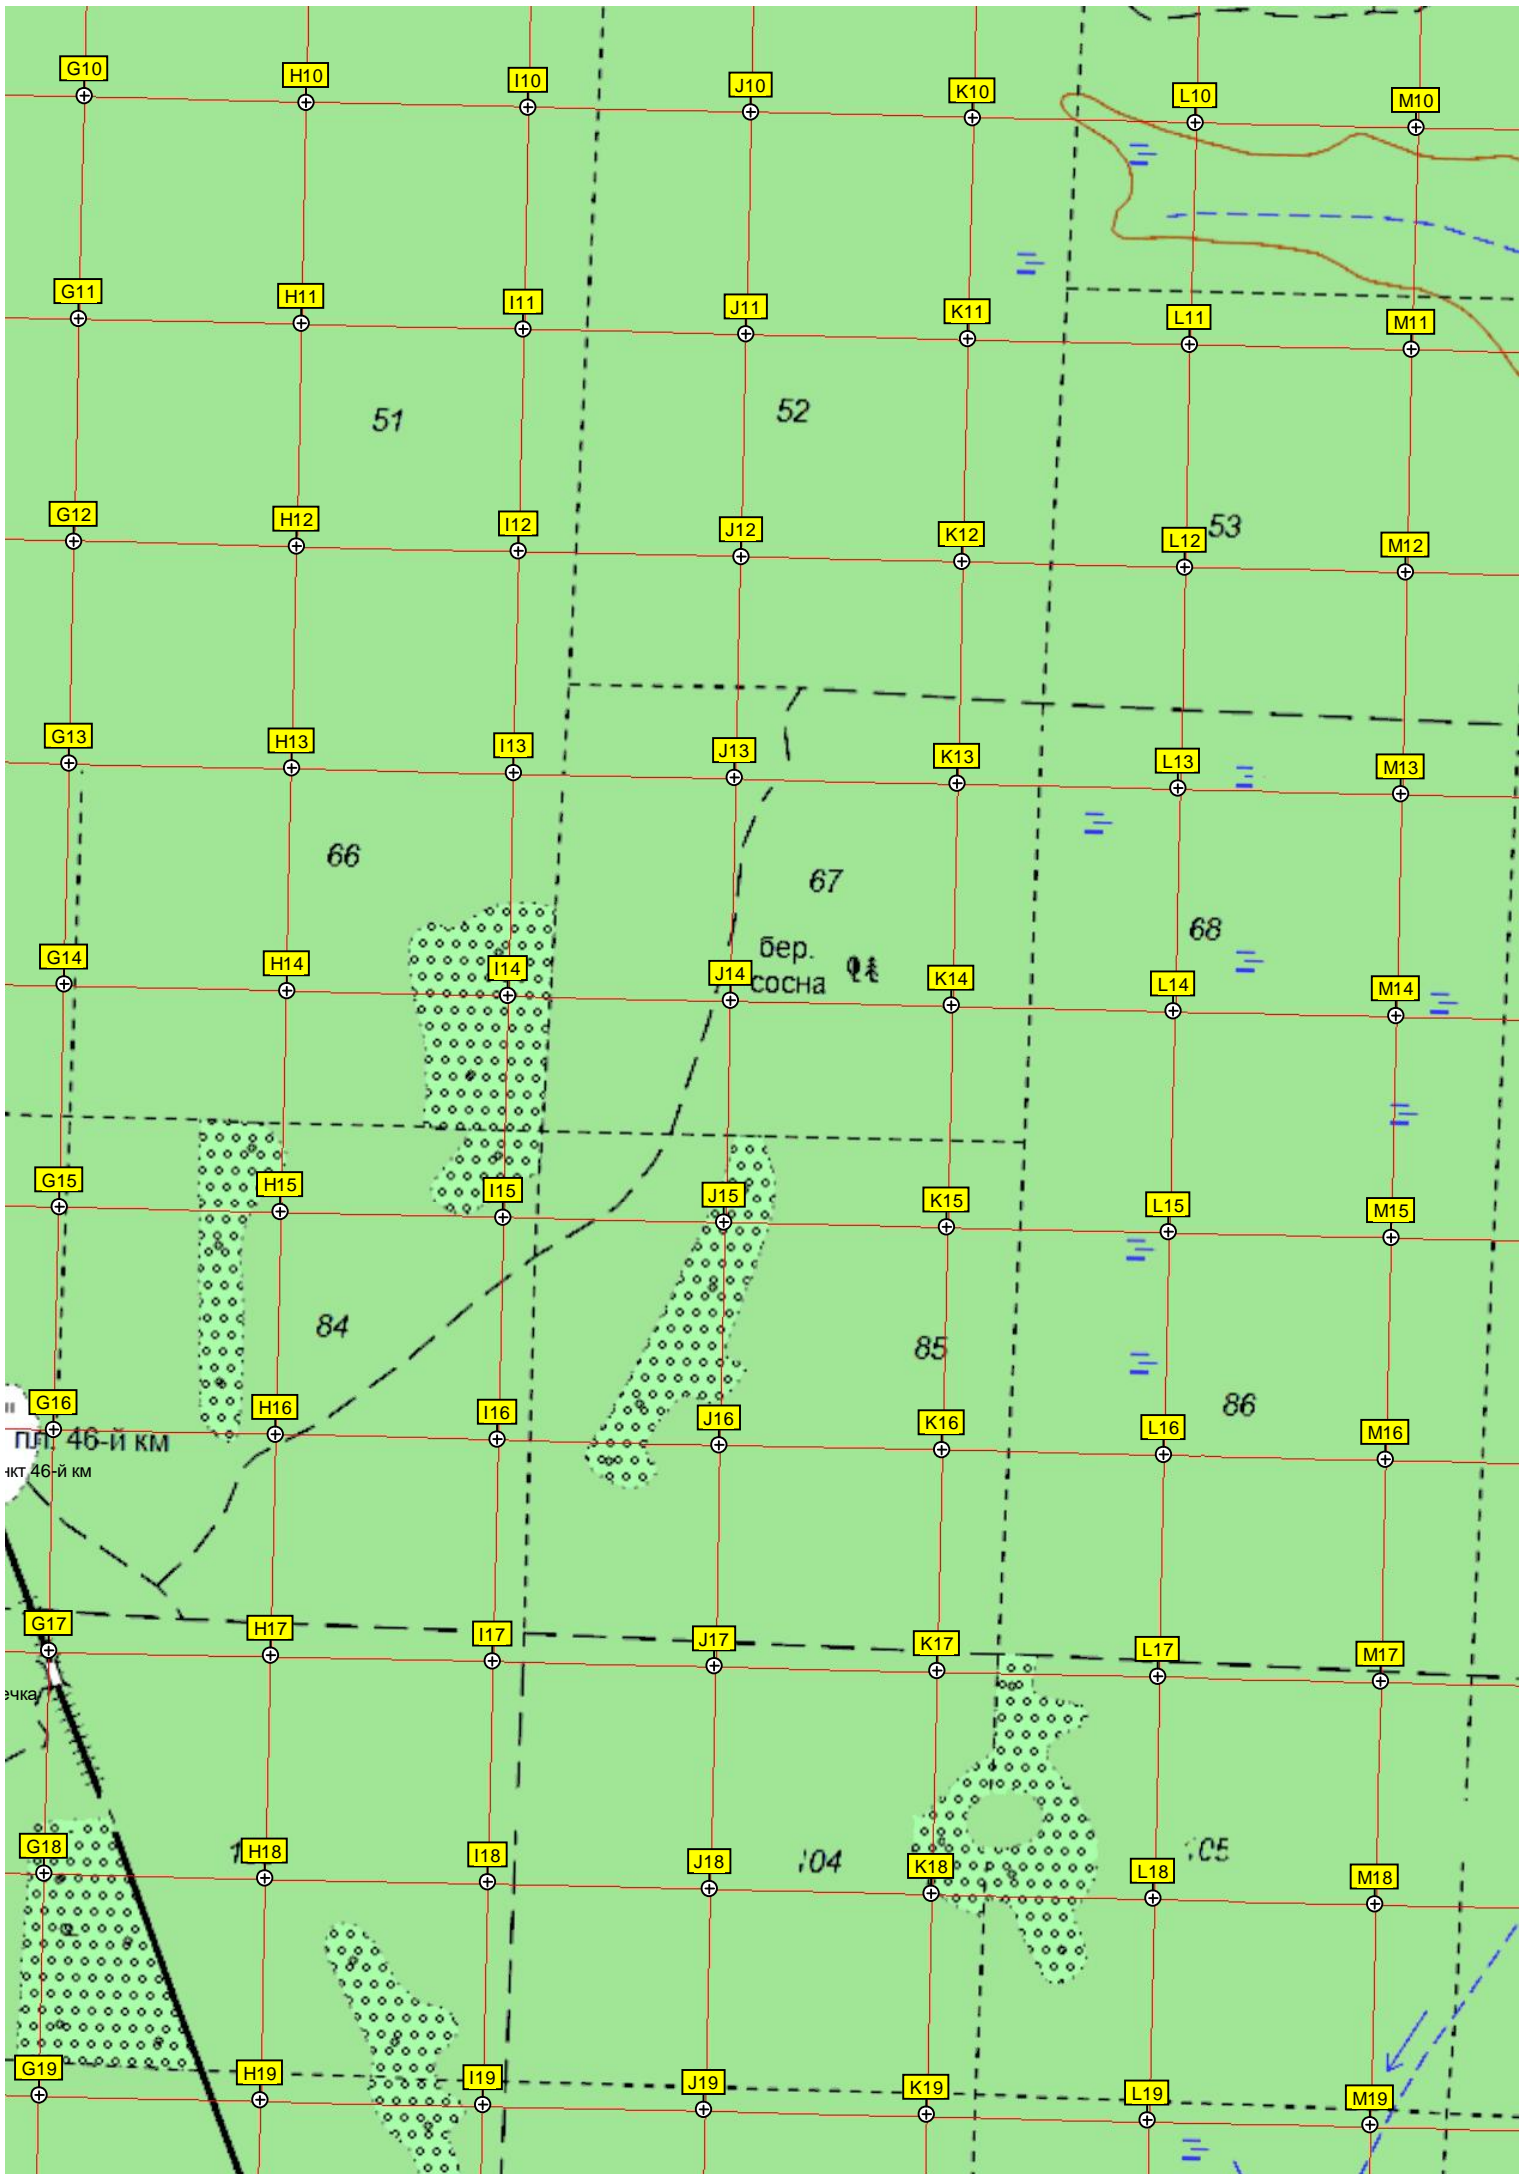 G10 H10 I10 J10 K10 L10 M10
G11 H11 I11 J11 K11 L11 M11
51 52
G12 H12 I12 J12 K12 L12 53 M12
G13 H13 I13 J13 K13 L13 M13
66 67 68
бер.
сосна
G14 H14 I14 J14 K14 L14 M14
G15 H15 I15 J15 K15 L15 M15
84 85 86
G16 H16 I16 J16 K16 L16 M16
пл. 46-й км
46-й км
G17 H17 I17 J17 K17 L17 M17
104 105
G18 H18 I18 J18 K18 L18 M18
G19 H19 I19 J19 K19 L19 M19